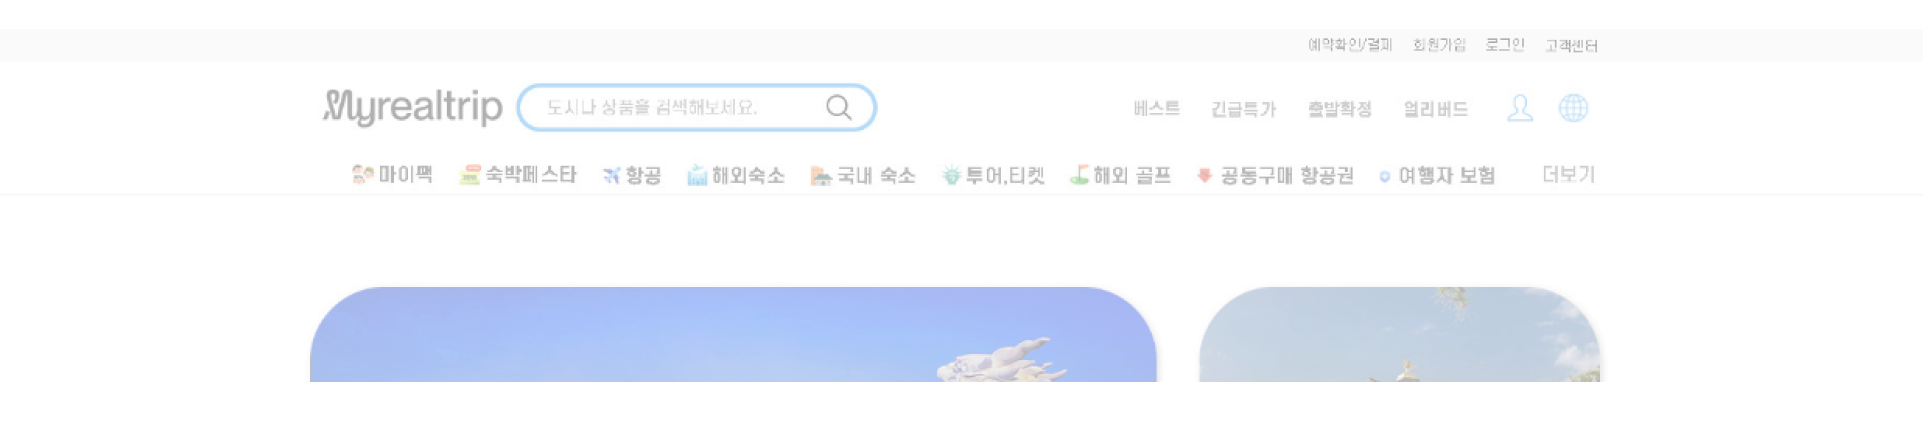 예약확인/결제 회원가입 로그인 고객센터
Myrealtrip 도시나 상품을 검색해보세요. 베스트 긴급특가 출발확정 얼리버드
마이팩 숙박페스타 항공 해외숙소 국내 숙소 투어,티켓 해외 골프 공동구매 항공권 여행자 보험 더보기